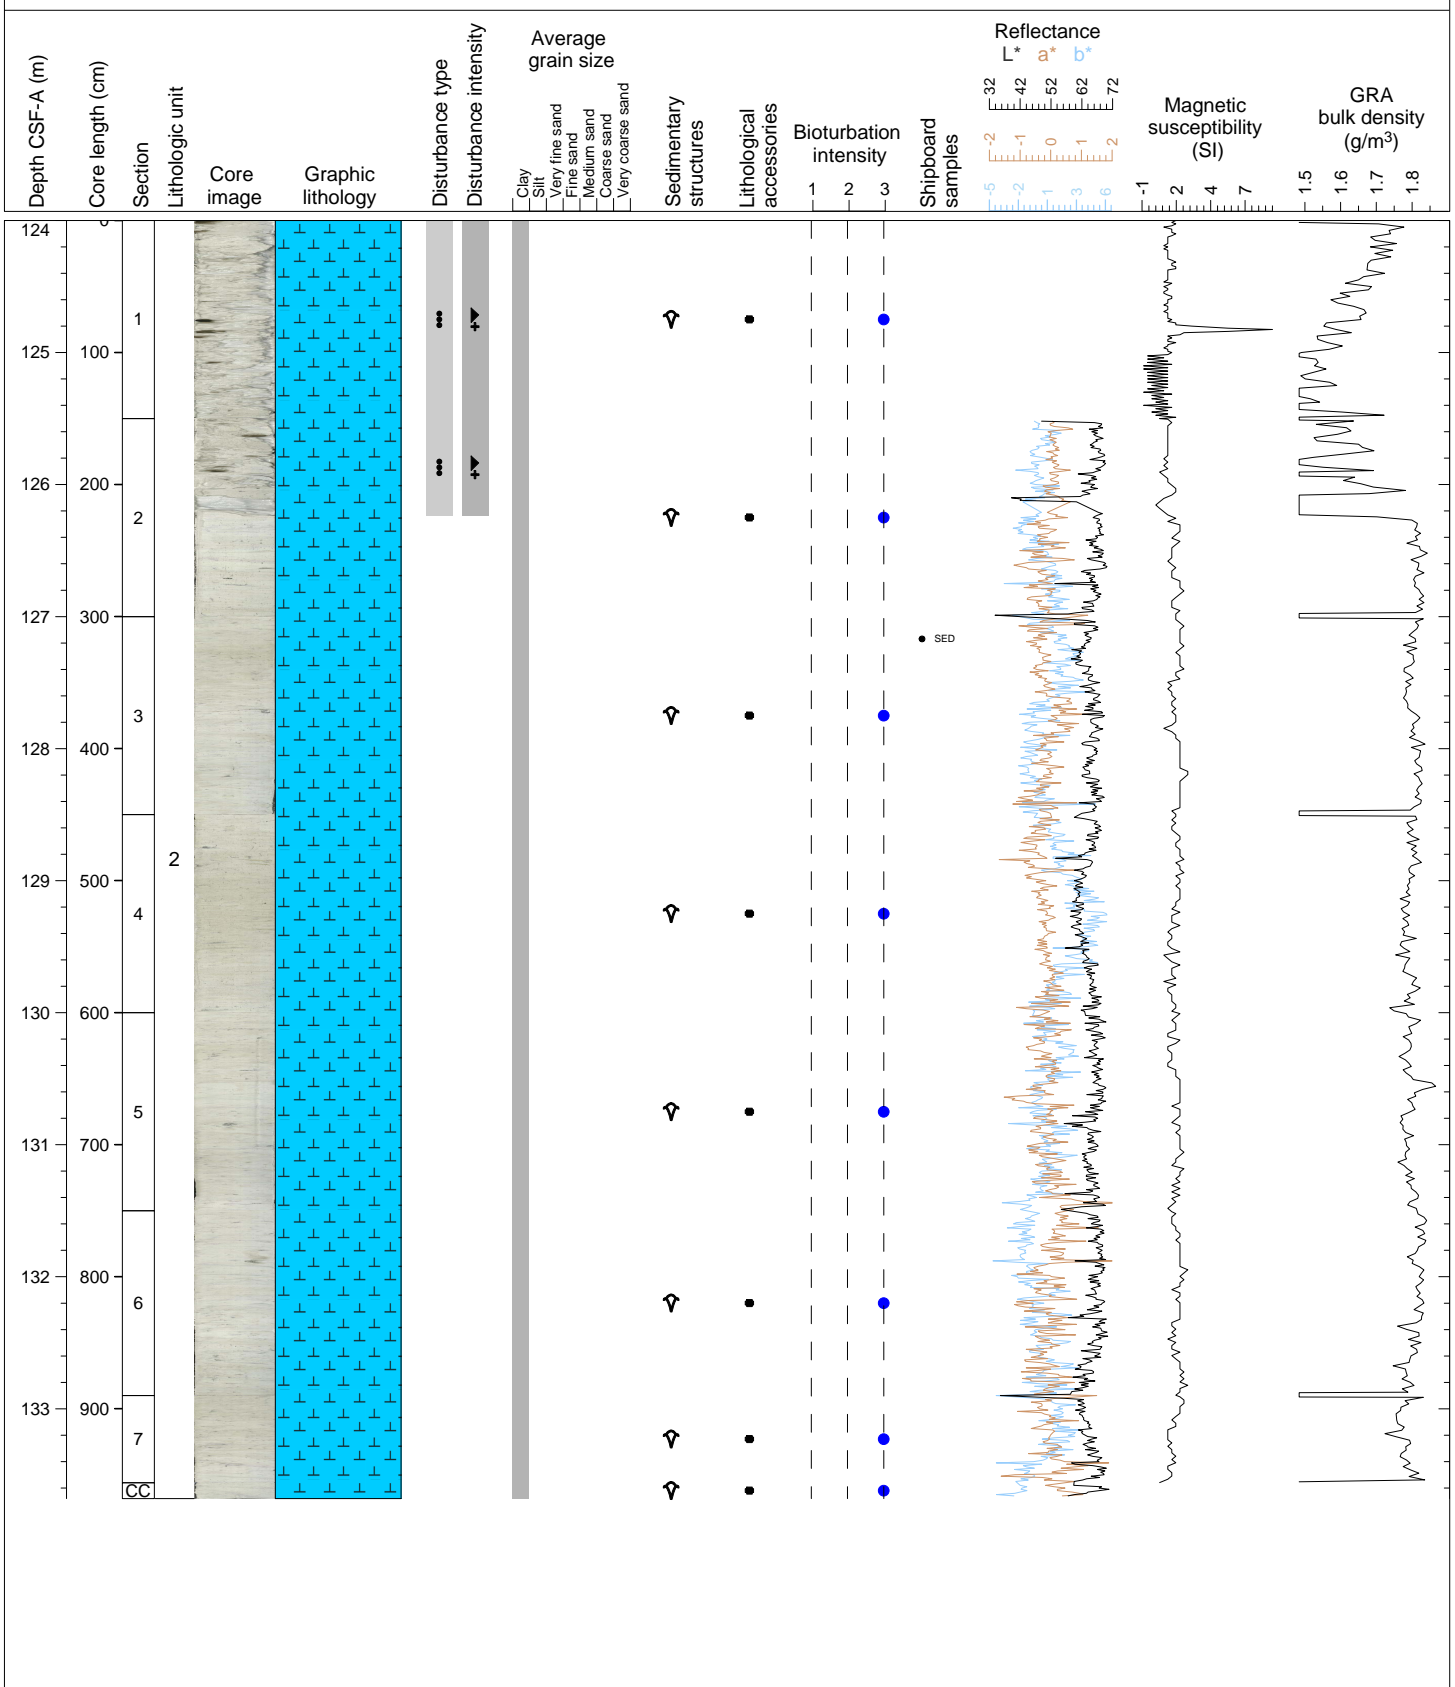 Depth CSF-A (m)
Core length (cm)
Section
Lithologic unit
Core
image
Graphic
lithology
Disturbance type
Disturbance intensity
Average
grain size
Clay
Silt
Very fine sand
Fine sand
Medium sand
Coarse sand
Very coarse sand
Sedimentary
structures
Lithological
accessories
Bioturbation
intensity
1 2 3
Shipboard
samples
Reflectance
L* a* b*
32 42 52 62 72
-2 -1 0 1 2
-5 -2 1 3 6
Magnetic
susceptibility
(SI)
-1 2 4 7
GRA
bulk density
(g/m³)
1.5 1.6 1.7 1.8
124 0
1
125 100
126 200
2
127 300
SED
3
128 400
2
129 500
4
130 600
5
131 700
132 800
6
133 900
7
CC